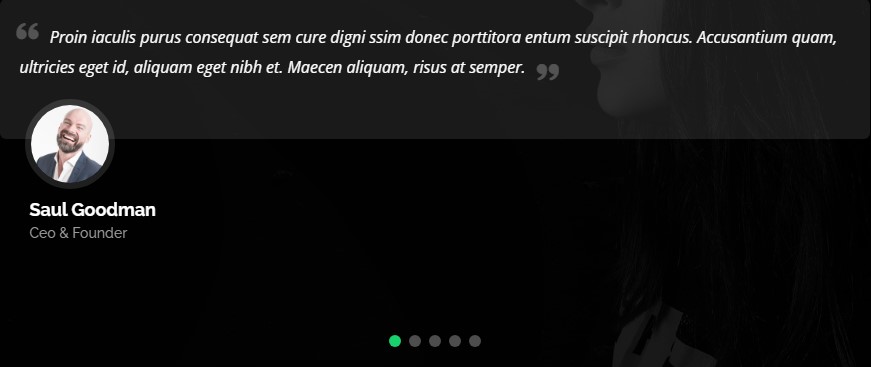 “ Proin iaculis purus consequat sem cure digni ssim donec porttitora entum suscipit rhoncus. Accusantium quam,
ultricies eget id, aliquam eget nibh et. Maecen aliquam, risus at semper. ”
Saul Goodman
Ceo & Founder